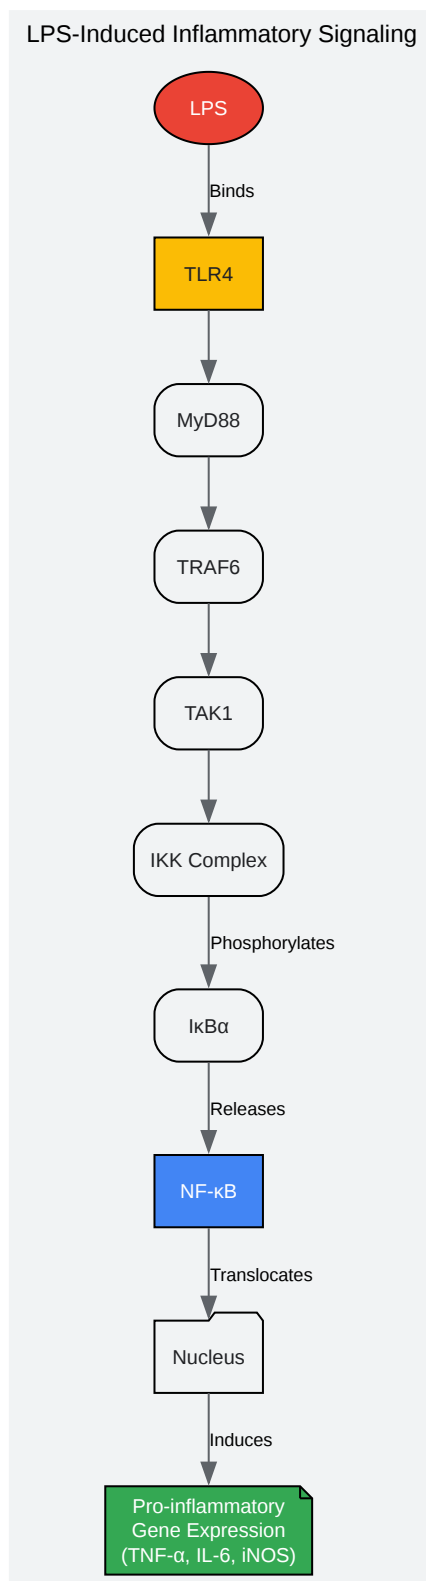 LPS-Induced Inflammatory Signaling
LPS
Binds
TLR4
MyD88
TRAF6
TAK1
IKK Complex
Phosphorylates
IκBα
Releases
NF-κB
Translocates
Nucleus
Induces
Pro-inflammatory
Gene Expression
(TNF-α, IL-6, iNOS)